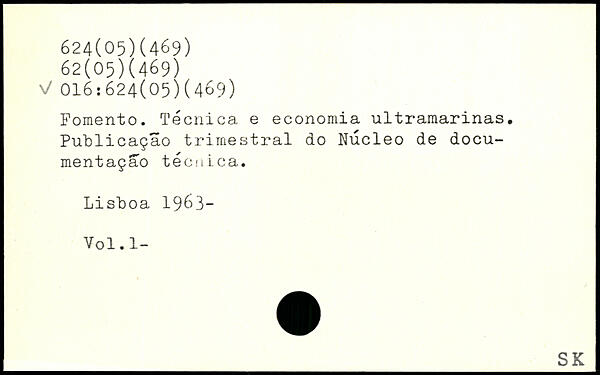 624(05)(469)
62(05)(469)
√ 016:624(05)(469)
Fomento. Técnica e economia ultramarinas.
Publicação trimestral do Núcleo de docu-
mentação técnica.
Lisboa 1963-
Vol.1-
SK